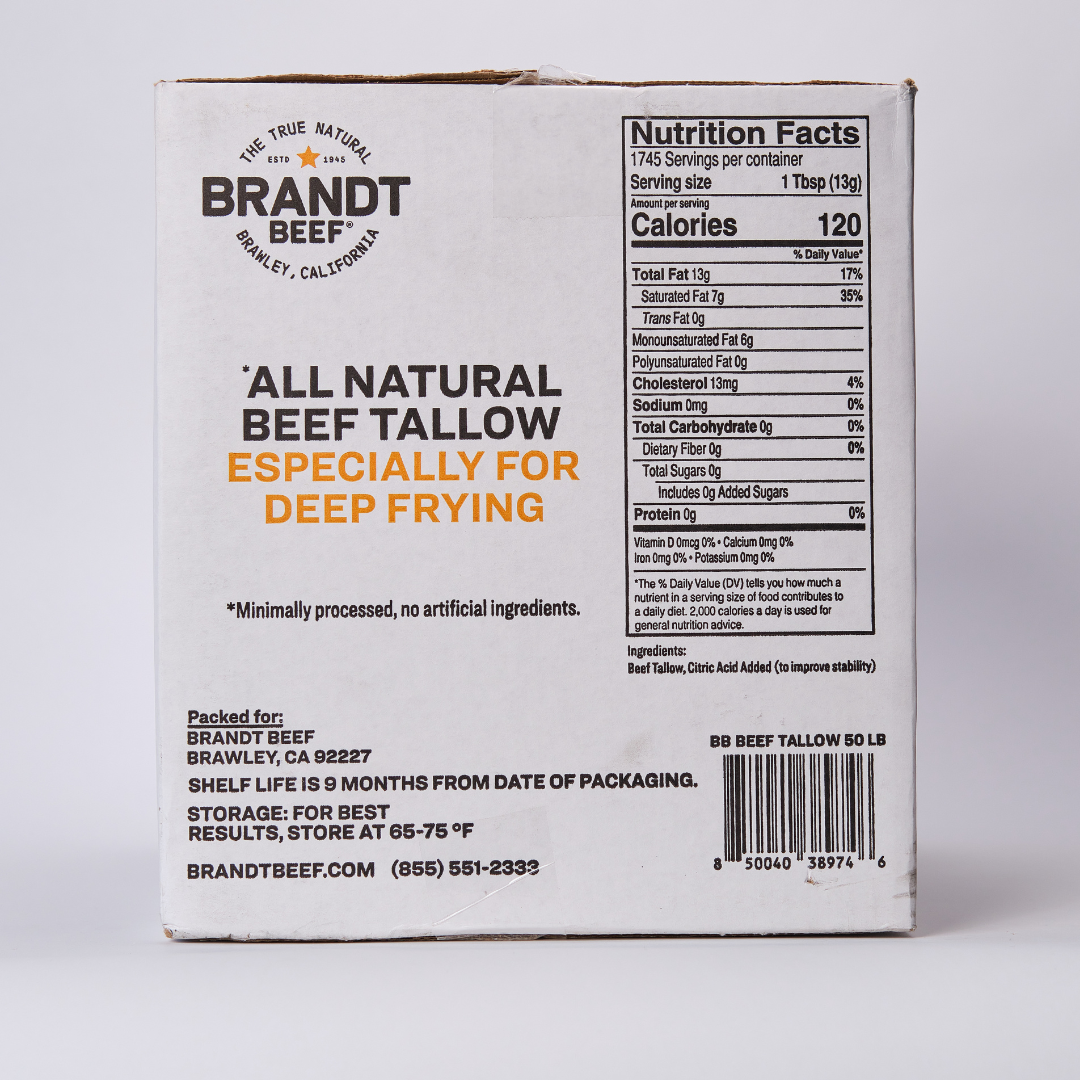 THE TRUE NATURAL
ESTD 1945
BRANDT
BEEF®
BRAWLEY, CALIFORNIA
*ALL NATURAL
BEEF TALLOW
ESPECIALLY FOR
DEEP FRYING
*Minimally processed, no artificial ingredients.
Nutrition Facts
1745 Servings per container
Serving size 1 Tbsp (13g)
Amount per serving
Calories 120
% Daily Value*
Total Fat 13g 17%
Saturated Fat 7g 35%
Trans Fat 0g
Monounsaturated Fat 6g
Polyunsaturated Fat 0g
Cholesterol 13mg 4%
Sodium 0mg 0%
Total Carbohydrate 0g 0%
Dietary Fiber 0g 0%
Total Sugars 0g
Includes 0g Added Sugars
Protein 0g 0%
Vitamin D 0mcg 0% • Calcium 0mg 0%
Iron 0mg 0% • Potassium 0mg 0%
*The % Daily Value (DV) tells you how much a
nutrient in a serving size of food contributes to
a daily diet. 2,000 calories a day is used for
general nutrition advice.
Ingredients:
Beef Tallow, Citric Acid Added (to improve stability)
Packed for:
BRANDT BEEF
BRAWLEY, CA 92227
SHELF LIFE IS 9 MONTHS FROM DATE OF PACKAGING.
STORAGE: FOR BEST
RESULTS, STORE AT 65-75 ºF
BRANDTBEEF.COM (855) 551-2333
BB BEEF TALLOW 50 LB
8 50040 38974 6